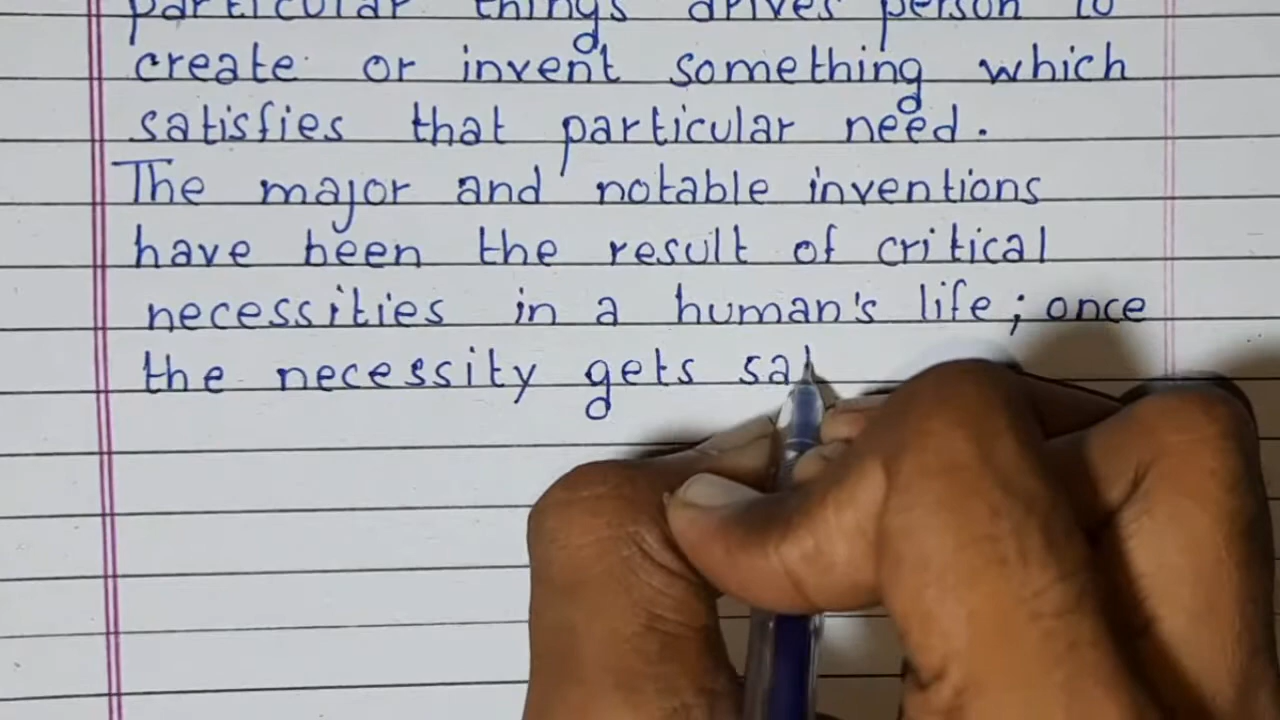 particular things drives person to
create or invent something which
satisfies that particular need.
The major and notable inventions
have been the result of critical
necessities in a human's life; once
the necessity gets sat